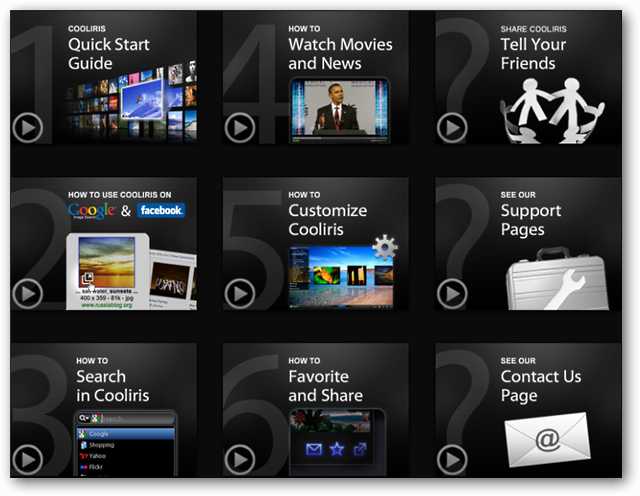 1
COOLIRIS
Quick Start
Guide
4
HOW TO
Watch Movies
and News
?
SHARE COOLIRIS
Tell Your
Friends
2
HOW TO USE COOLIRIS ON
Google & facebook.
Image Search
salt_water_sunsets
400 x 359 - 81k - jpg
www.russiablog.org
5
HOW TO
Customize
Cooliris
?
SEE OUR
Support
Pages
3
HOW TO
Search
in Cooliris
Search
Google
Shopping
Yahoo
Flickr
6
HOW TO
Favorite
and Share
?
SEE OUR
Contact Us
Page
@